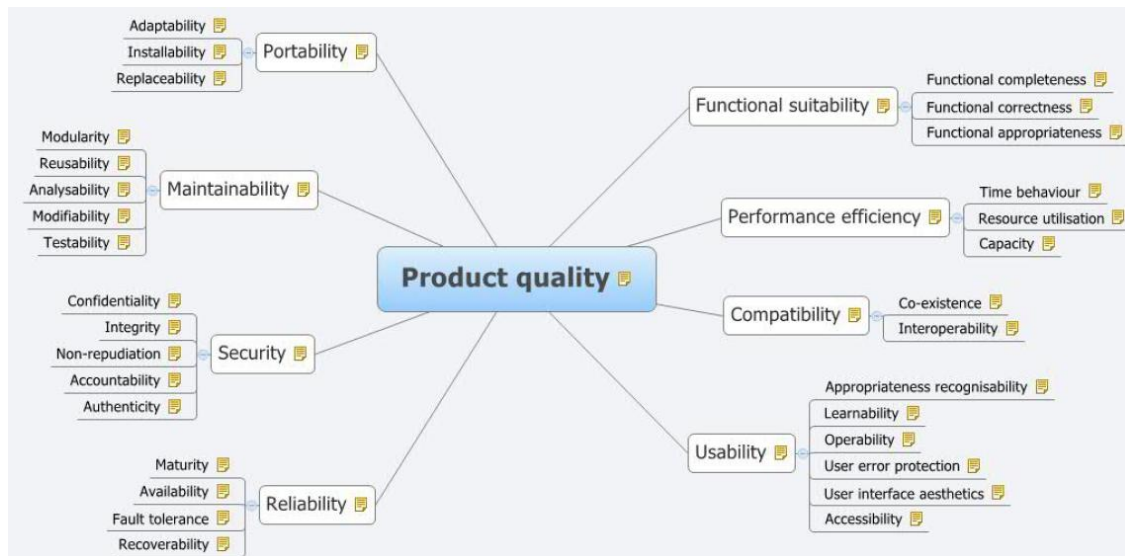 Product quality
Functional suitability
Functional completeness
Functional correctness
Functional appropriateness
Performance efficiency
Time behaviour
Resource utilisation
Capacity
Compatibility
Co-existence
Interoperability
Usability
Appropriateness recognisability
Learnability
Operability
User error protection
User interface aesthetics
Accessibility
Portability
Adaptability
Installability
Replaceability
Maintainability
Modularity
Reusability
Analysability
Modifiability
Testability
Security
Confidentiality
Integrity
Non-repudiation
Accountability
Authenticity
Reliability
Maturity
Availability
Fault tolerance
Recoverability